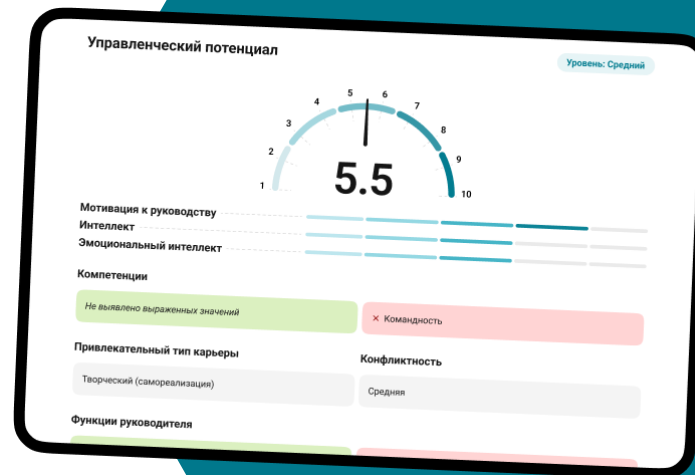 Управленческий потенциал
Уровень: Средний
1
2
3
4
5
6
7
8
9
10
5.5
Мотивация к руководству
Интеллект
Эмоциональный интеллект
Компетенции
Не выявлено выраженных значений
× Командность
Привлекательный тип карьеры
Конфликтность
Творческий (самореализация)
Средняя
Функции руководителя